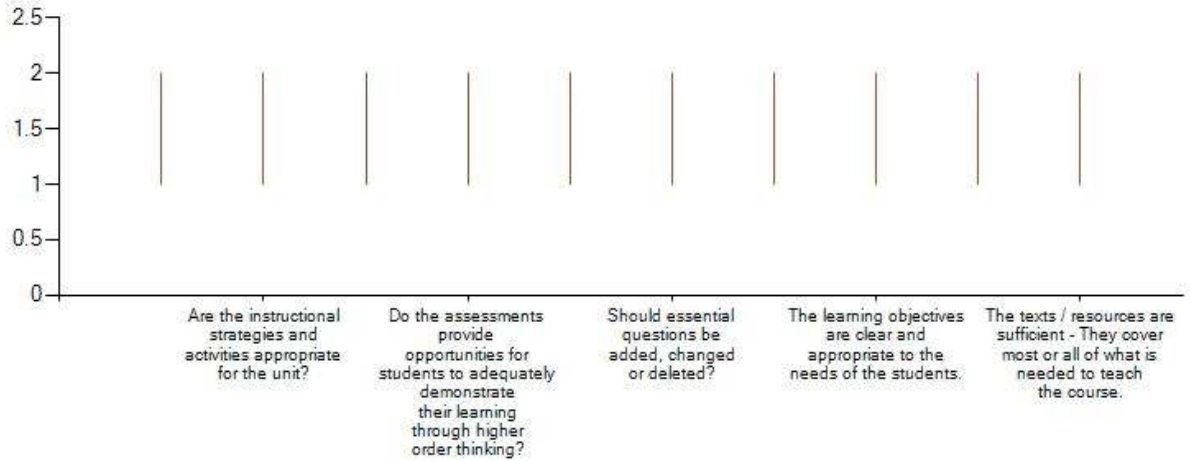 2.5
2
1.5
1
0.5
0
Are the instructional
strategies and
activities appropriate
for the unit?
Do the assessments
provide
opportunities for
students to adequately
demonstrate
their learning
through higher
order thinking?
Should essential
questions be
added, changed
or deleted?
The learning objectives
are clear and
appropriate to the
needs of the students.
The texts / resources are
sufficient - They cover
most or all of what is
needed to teach
the course.